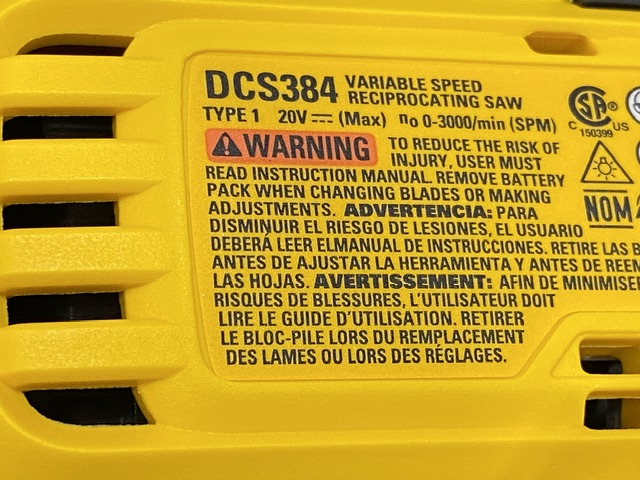 DCS384 VARIABLE SPEED
RECIPROCATING SAW
TYPE 1 20V ⎓ (Max) no 0-3000/min (SPM)
⚠WARNING TO REDUCE THE RISK OF
INJURY, USER MUST
READ INSTRUCTION MANUAL. REMOVE BATTERY
PACK WHEN CHANGING BLADES OR MAKING
ADJUSTMENTS. ADVERTENCIA: PARA
DISMINUIR EL RIESGO DE LESIONES, EL USUARIO
DEBERÁ LEER ELMANUAL DE INSTRUCCIONES. RETIRE LAS
ANTES DE AJUSTAR LA HERRAMIENTA Y ANTES DE
LAS HOJAS. AVERTISSEMENT: AFIN DE
RISQUES DE BLESSURES, L'UTILISATEUR DOIT
LIRE LE GUIDE D'UTILISATION. RETIRER
LE BLOC-PILE LORS DU REMPLACEMENT
DES LAMES OU LORS DES RÉGLAGES.
SA ®
C US
150399
NOM